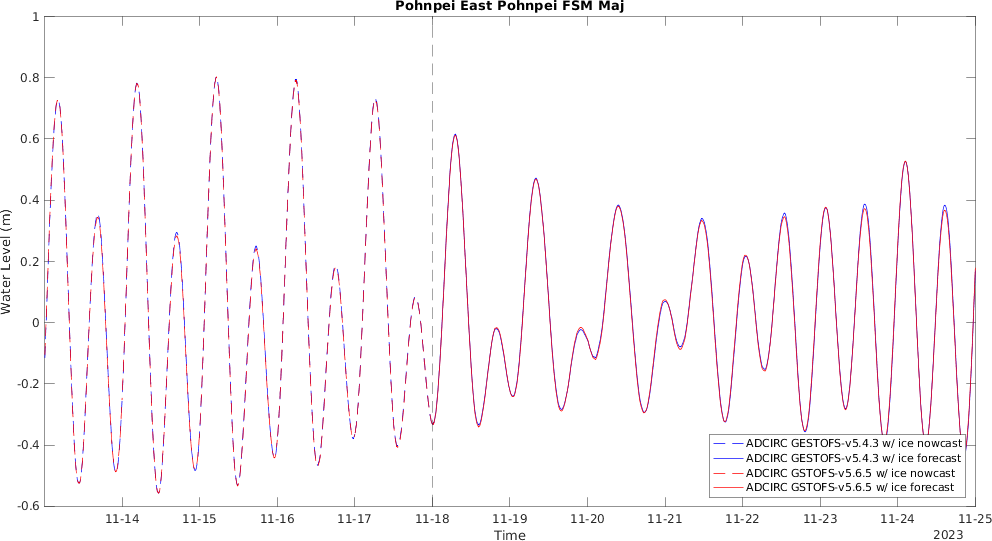 Pohnpei East Pohnpei FSM Maj
1
0.8
0.6
0.4
0.2
0
-0.2
-0.4
-0.6
Water Level (m)
11-14 11-15 11-16 11-17 11-18 11-19 11-20 11-21 11-22 11-23 11-24 11-25
Time
2023
ADCIRC GESTOFS-v5.4.3 w/ ice nowcast
ADCIRC GESTOFS-v5.4.3 w/ ice forecast
ADCIRC GSTOFS-v5.6.5 w/ ice nowcast
ADCIRC GSTOFS-v5.6.5 w/ ice forecast